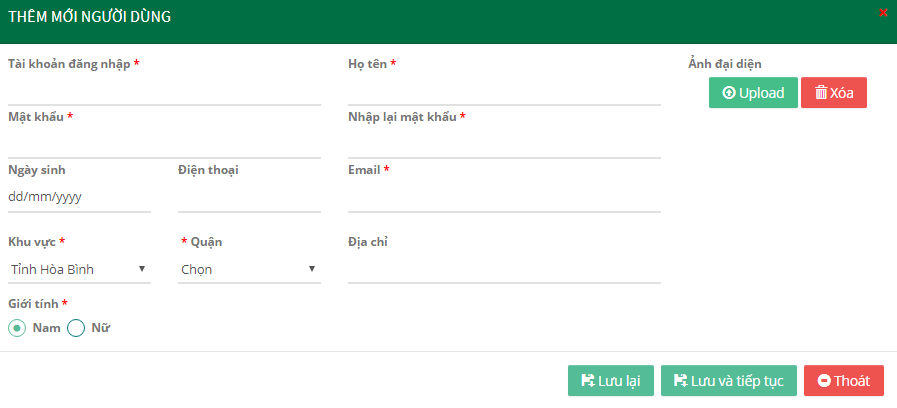 THÊM MỚI NGƯỜI DÙNG
Tài khoản đăng nhập * Họ tên * Ảnh đại diện
Upload Xóa
Mật khẩu * Nhập lại mật khẩu *
Ngày sinh Điện thoại Email *
dd/mm/yyyy
Khu vực * * Quận Địa chỉ
Tỉnh Hòa Bình Chọn
Giới tính *
Nam Nữ
Lưu lại Lưu và tiếp tục Thoát